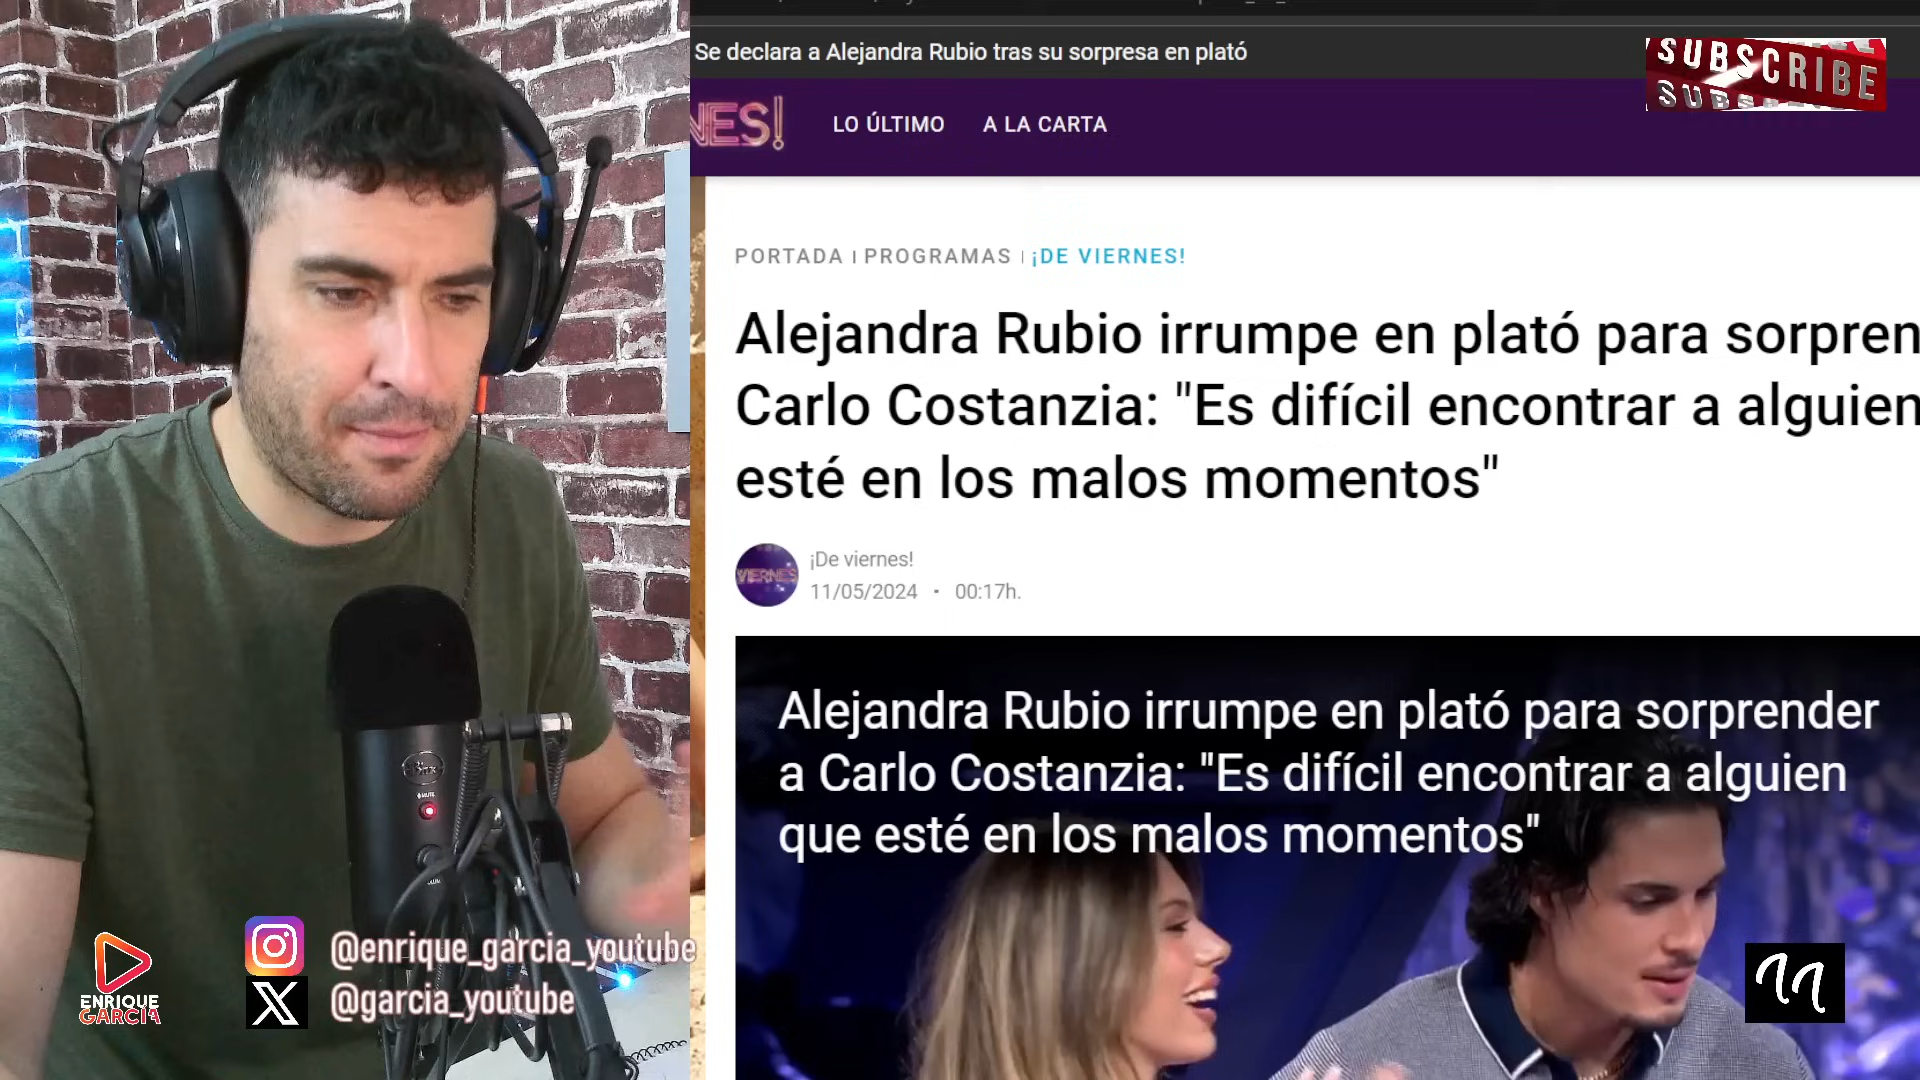 Se declara a Alejandra Rubio tras su sorpresa en plató
SUBSCRIBE
NES!
LO ÚLTIMO
A LA CARTA
PORTADA | PROGRAMAS | ¡DE VIERNES!
Alejandra Rubio irrumpe en plató para sorpren
Carlo Costanzia: "Es difícil encontrar a alguien
esté en los malos momentos"
VIERNES
¡De viernes!
11/05/2024 • 00:17h.
Alejandra Rubio irrumpe en plató para sorprender
a Carlo Costanzia: "Es difícil encontrar a alguien
que esté en los malos momentos"
MUTE
ENRIQUE
GARCIA
@enrique_garcia_youtube
@garcia_youtube